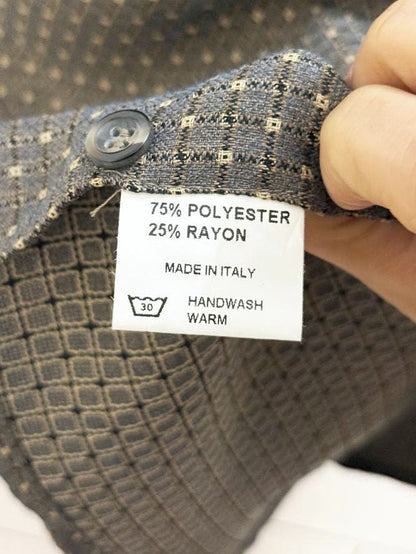 75% POLYESTER
25% RAYON
MADE IN ITALY
30 HANDWASH
WARM